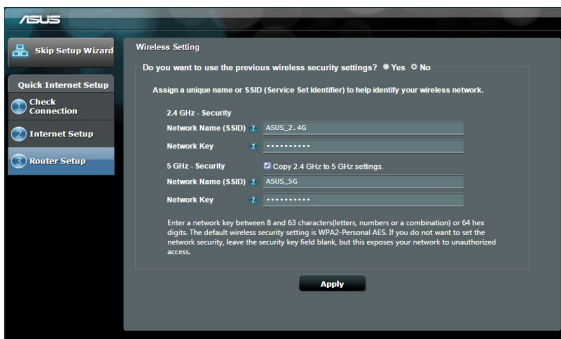 ASUS
Skip Setup Wizard
Quick Internet Setup
1 Check Connection
2 Internet Setup
3 Router Setup
Wireless Setting
Do you want to use the previous wireless security settings? Yes No
Assign a unique name or SSID (Service Set Identifier) to help identify your wireless network.
2.4 GHz - Security
Network Name (SSID) ? ASUS_2.4G
Network Key ? ••••••••••
5 GHz - Security Copy 2.4 GHz to 5 GHz settings.
Network Name (SSID) ? ASUS_5G
Network Key ? ••••••••••
Enter a network key between 8 and 63 characters(letters, numbers or a combination) or 64 hex
digits. The default wireless security setting is WPA2-Personal AES. If you do not want to set the
network security, leave the security key field blank, but this exposes your network to unauthorized
access.
Apply